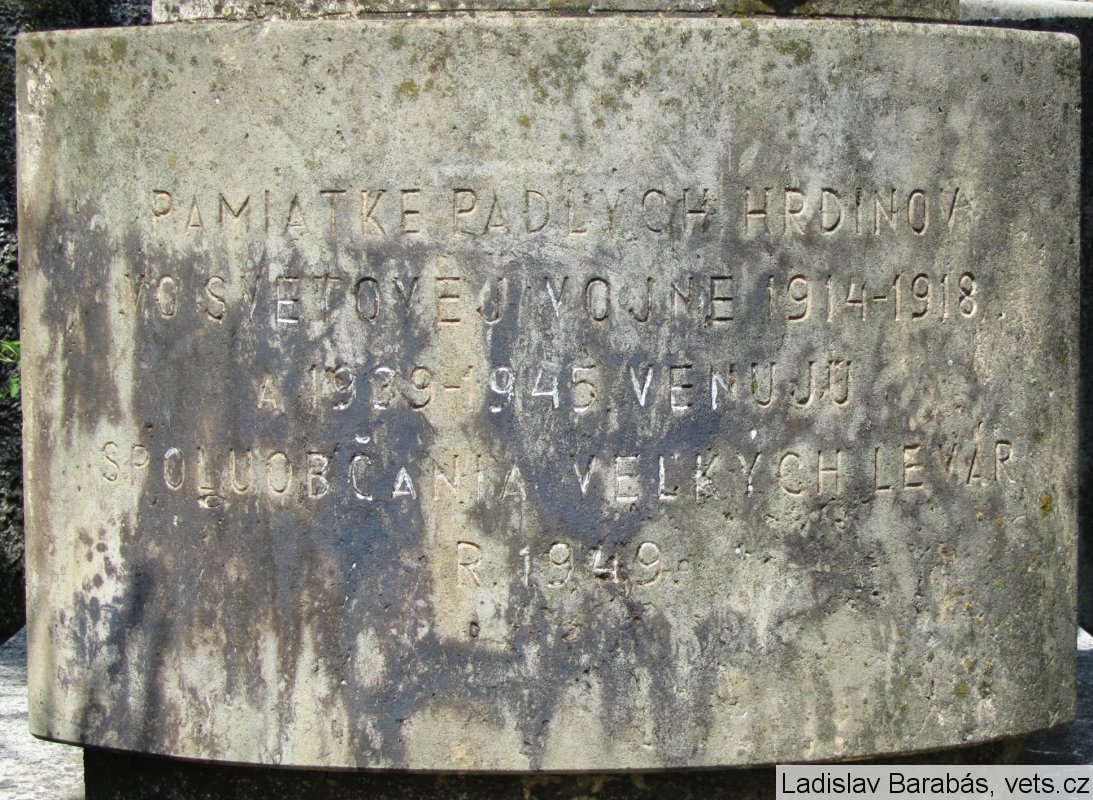 PAMIATKE PADLÝCH HRDINOV
VO SVETOVEJ VOJNE 1914-1918
A 1939-1945 VENUJÚ
SPOLUOBČANIA VEĽKÝCH LEVÁR
R. 1949.
Ladislav Barabás, vets.cz